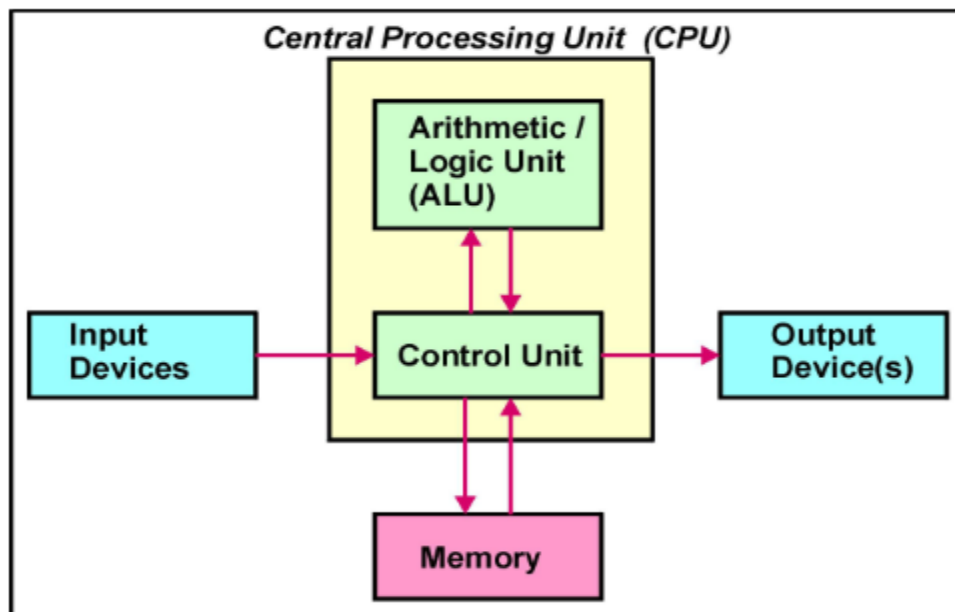 Central Processing Unit (CPU)
Arithmetic /
Logic Unit
(ALU)
Input
Devices
Control Unit
Output
Device(s)
Memory